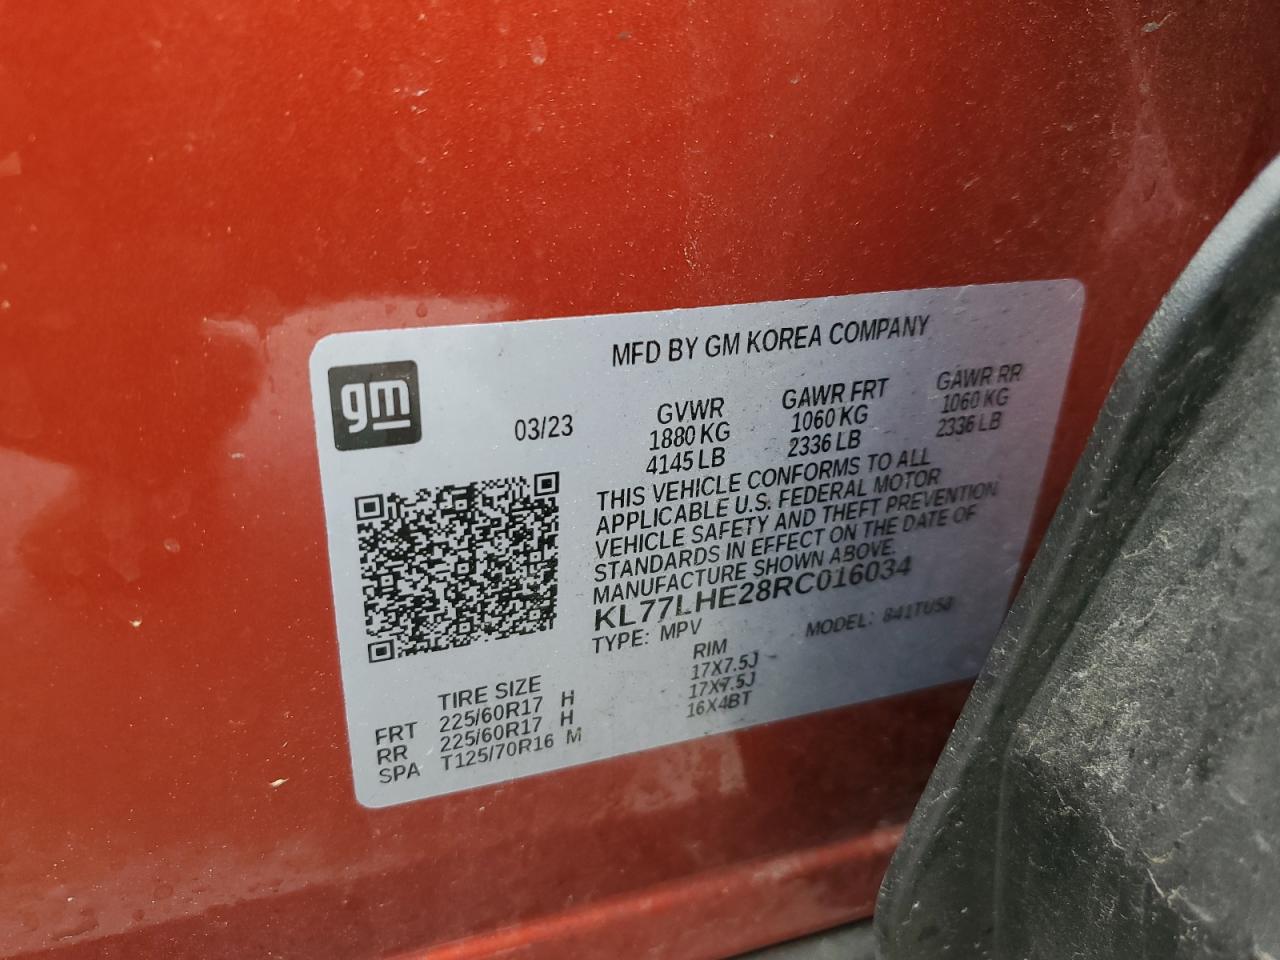 gm
MFD BY GM KOREA COMPANY
03/23
GVWR GAWR FRT GAWR RR
1880 KG 1060 KG 1060 KG
4145 LB 2336 LB 2336 LB
THIS VEHICLE CONFORMS TO ALL
APPLICABLE U.S. FEDERAL MOTOR
VEHICLE SAFETY AND THEFT PREVENTION
STANDARDS IN EFFECT ON THE DATE OF
MANUFACTURE SHOWN ABOVE.
KL77LHE28RC016034
TYPE: MPV MODEL: 841TU58
TIRE SIZE RIM
FRT 225/60R17 H 17X7.5J
RR 225/60R17 H 17X7.5J
SPA T125/70R16 M 16X4BT